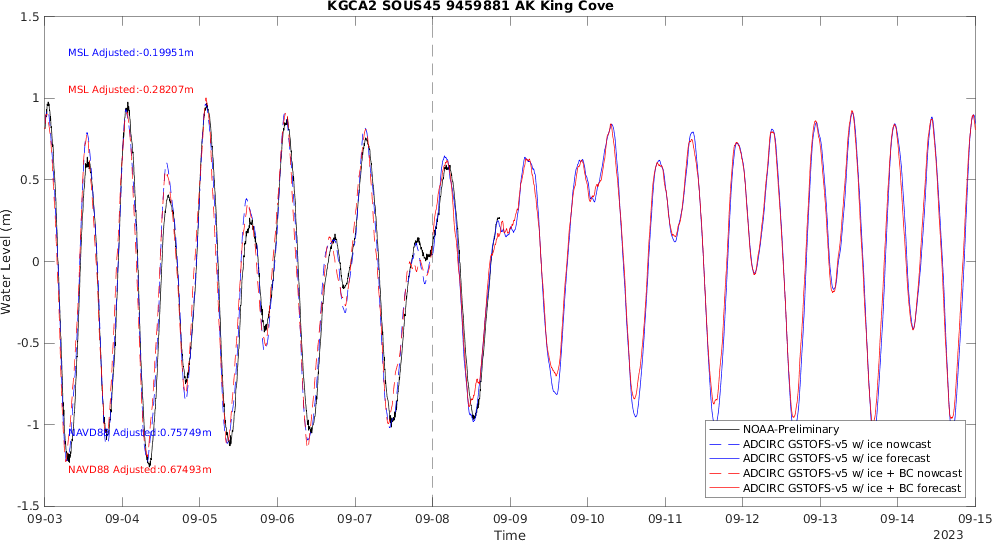 KGCA2 SOUS45 9459881 AK King Cove
1.5
MSL Adjusted:-0.19951m
MSL Adjusted:-0.28207m
1
0.5
0
-0.5
-1
-1.5
Water Level (m)
NAVD88 Adjusted:0.75749m
NAVD88 Adjusted:0.67493m
NOAA-Preliminary
ADCIRC GSTOFS-v5 w/ ice nowcast
ADCIRC GSTOFS-v5 w/ ice forecast
ADCIRC GSTOFS-v5 w/ ice + BC nowcast
ADCIRC GSTOFS-v5 w/ ice + BC forecast
09-03 09-04 09-05 09-06 09-07 09-08 09-09 09-10 09-11 09-12 09-13 09-14 09-15
Time
2023